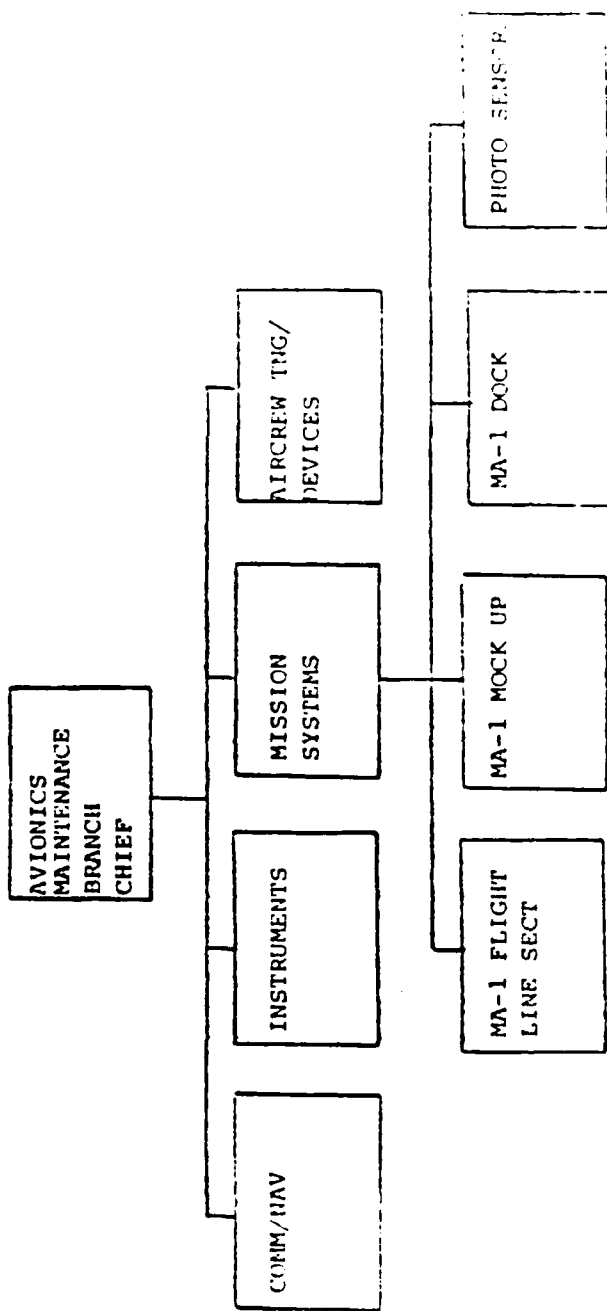 AVIONICS
MAINTENANCE
BRANCH
CHIEF
COMM/NAV
INSTRUMENTS
MISSION
SYSTEMS
AIRCREW TNG/
DEVICES
MA-1 FLIGHT
LINE SECT
MA-1 MOCK UP
MA-1 DOCK
PHOTO SENSOR